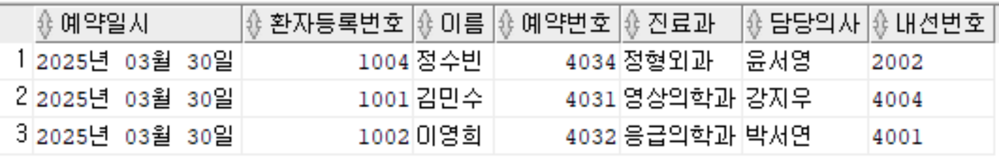 예약일시 환자등록번호 이름 예약번호 진료과 담당의사 내선번호
1 2025년 03월 30일 1004 정수빈 4034 정형외과 윤서영 2002
2 2025년 03월 30일 1001 김민수 4031 영상의학과 강지우 4004
3 2025년 03월 30일 1002 이영희 4032 응급의학과 박서연 4001